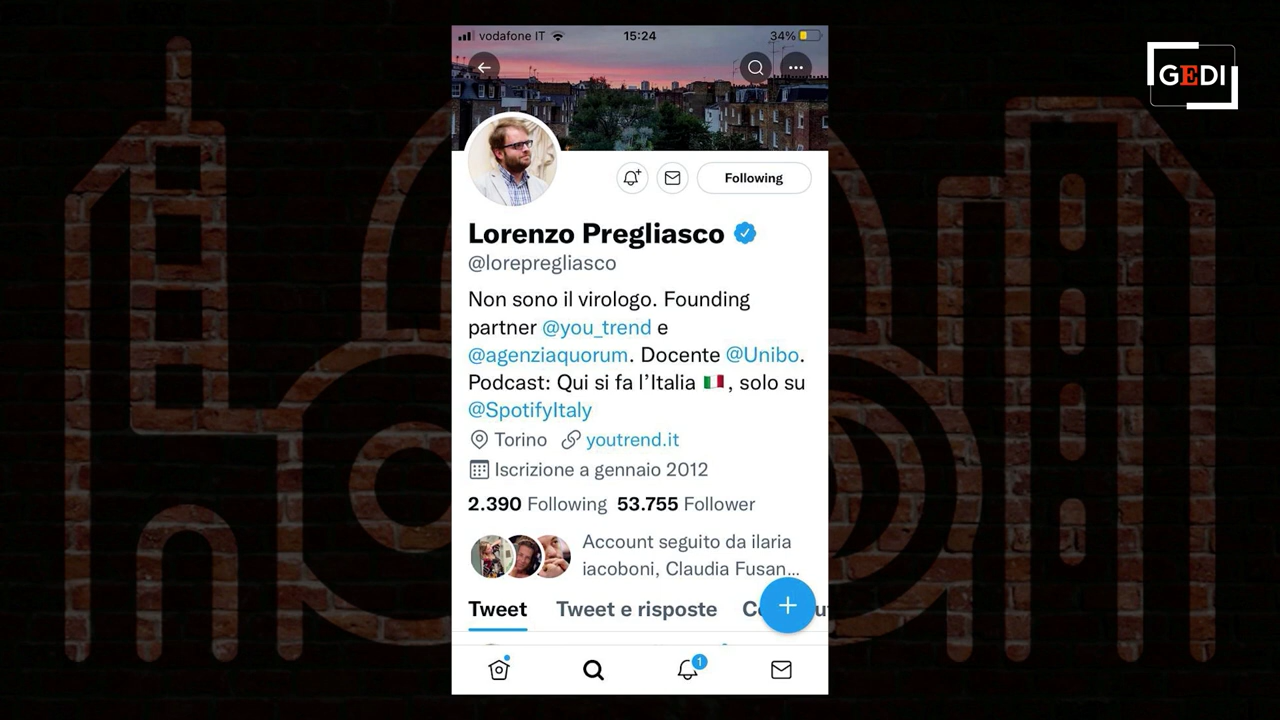 vodafone IT 15:24 34%
GEDI
Following
Lorenzo Pregliasco
@lorepregliasco
Non sono il virologo. Founding
partner @you_trend e
@agenziaquorum. Docente @Unibo.
Podcast: Qui si fa l’Italia 🇮🇹, solo su
@SpotifyItaly
Torino youtrend.it
Iscrizione a gennaio 2012
2.390 Following 53.755 Follower
Account seguito da ilaria
iacoboni, Claudia Fusan...
Tweet Tweet e risposte
1